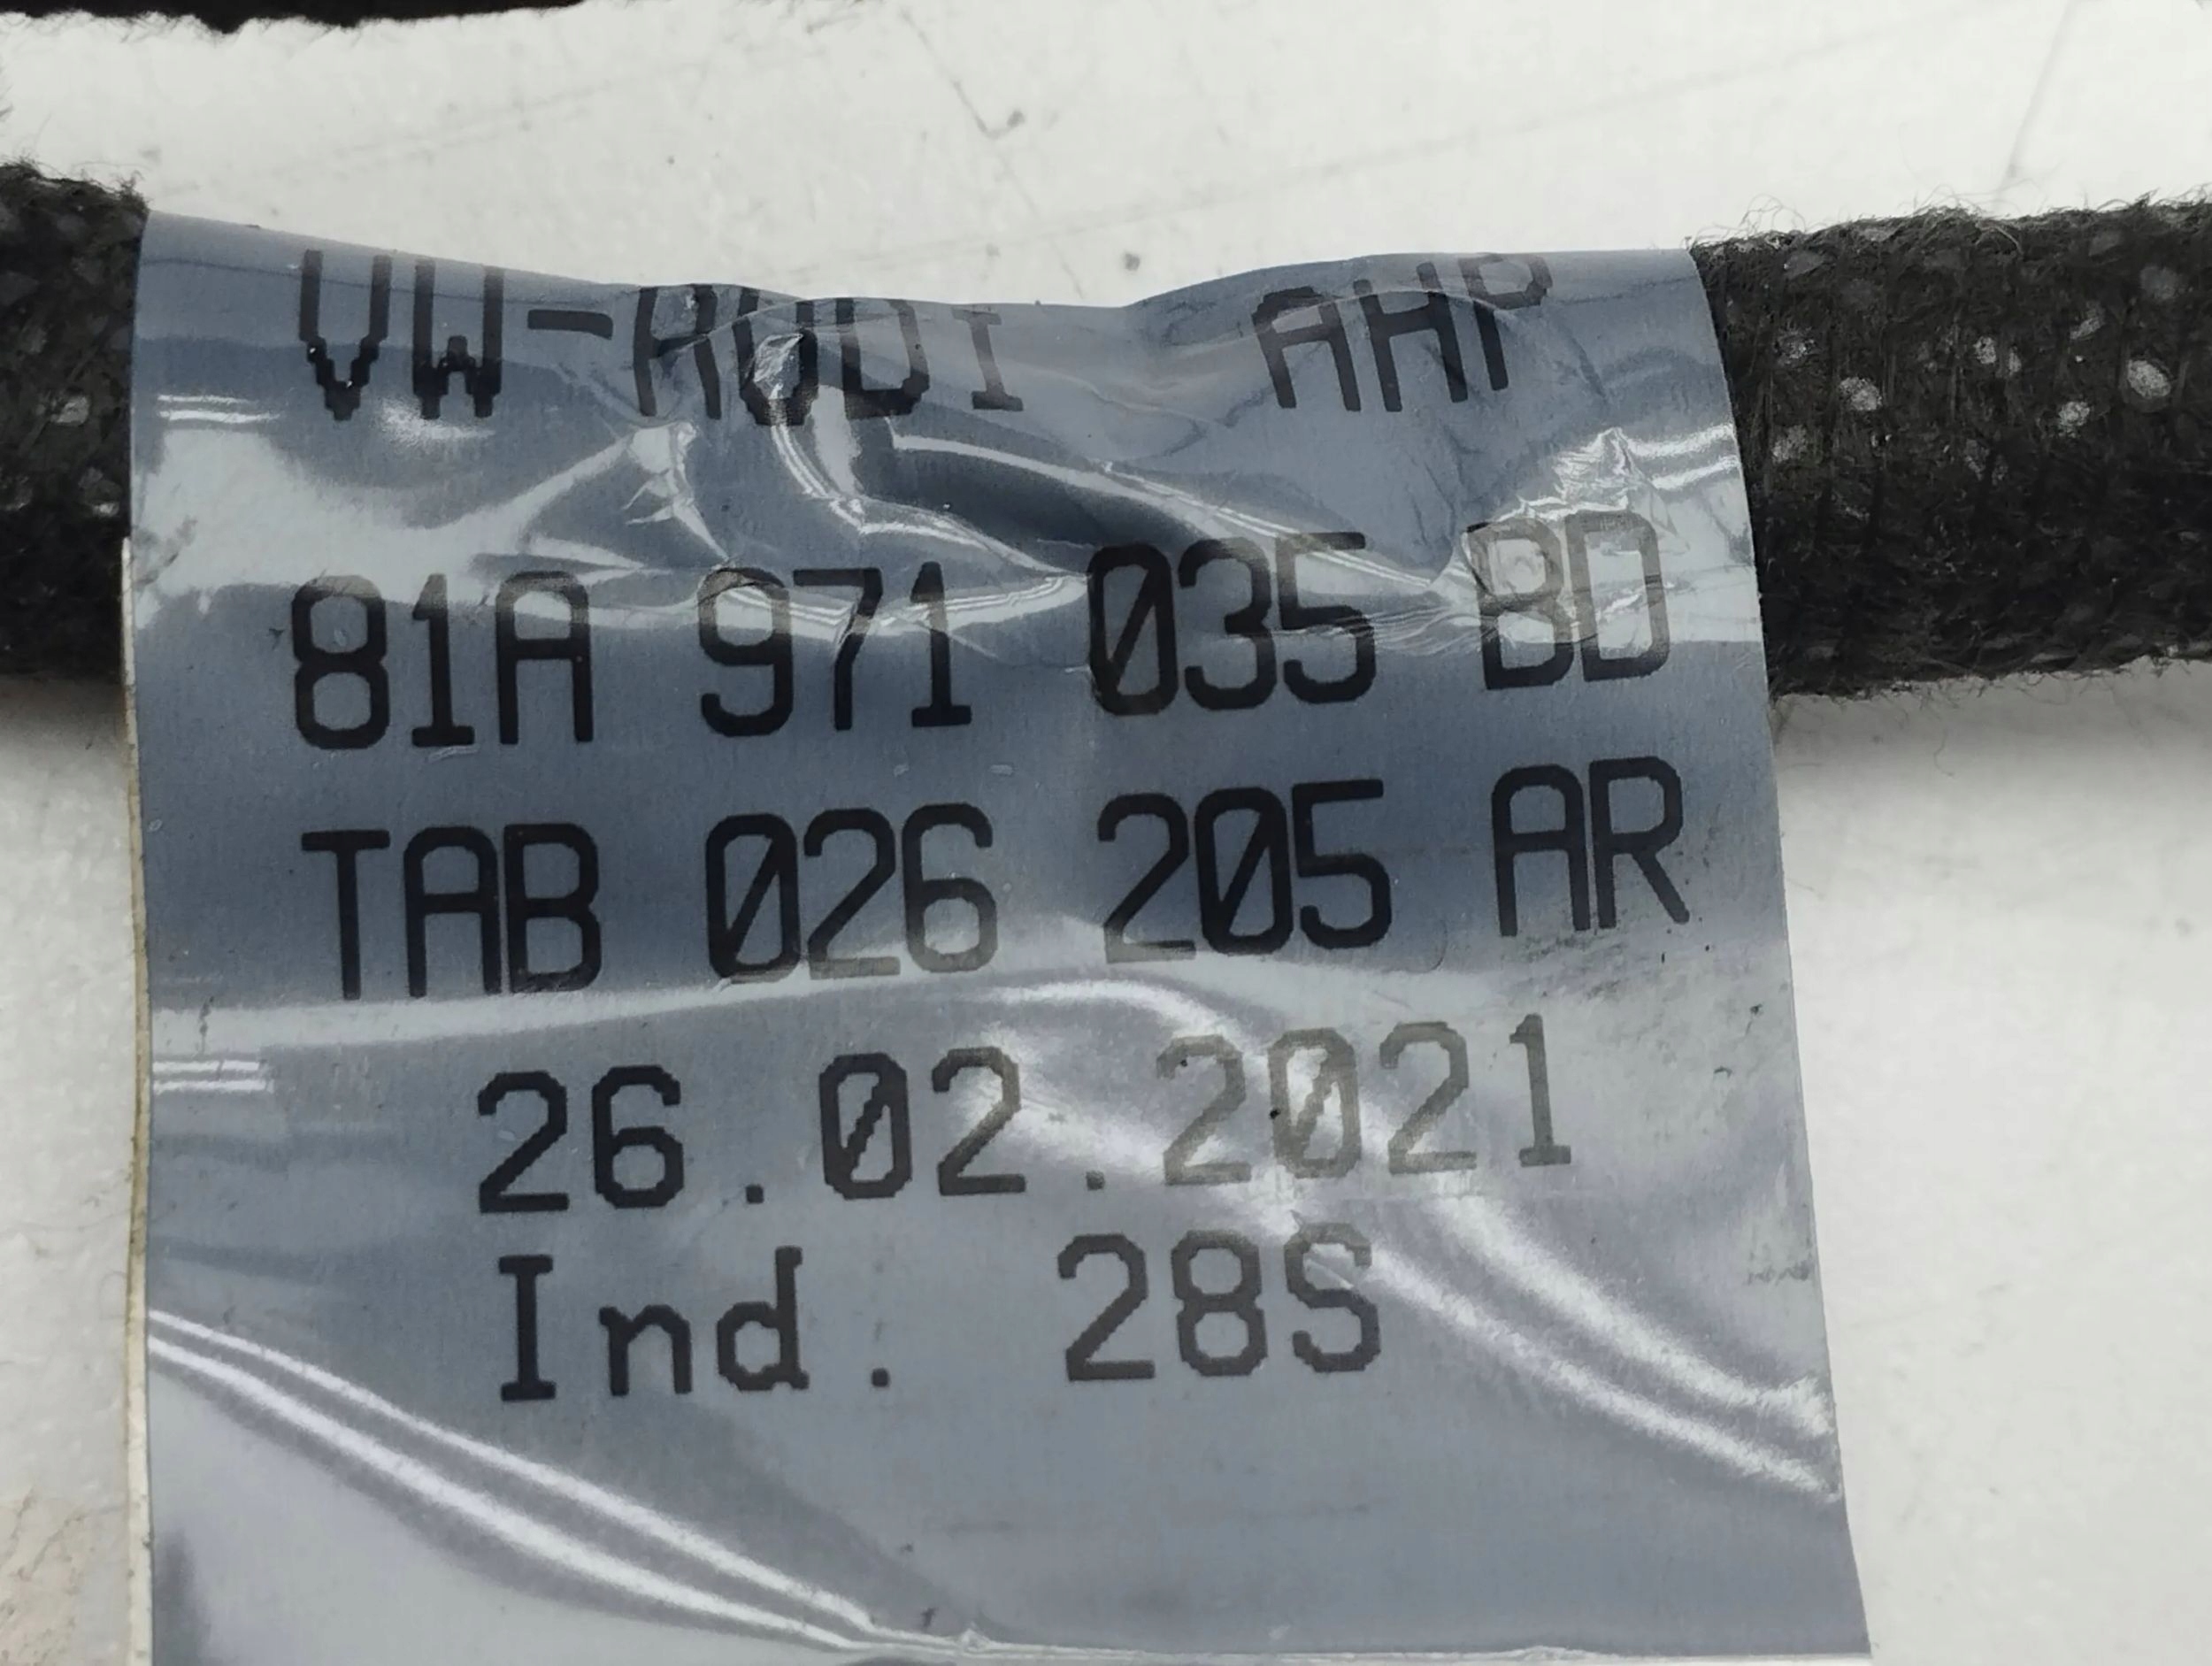 VW-AUDI AHP
81A 971 035 BD
TAB 026 205 AR
26.02.2021
Ind. 28S